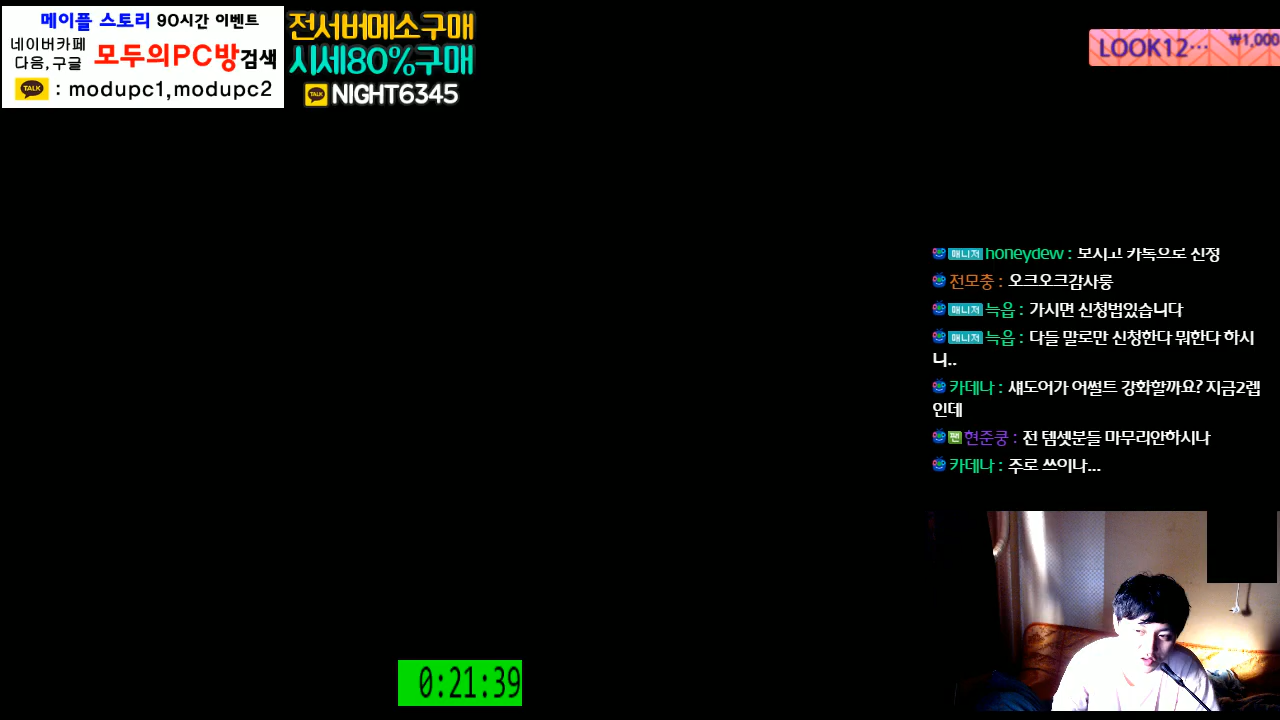 메이플 스토리 90시간 이벤트
네이버카페
다음,구글
모두의PC방검색
TALK : modupc1,modupc2
전서버메소구매
시세80%구매
TALK NIGHT6345
LOOK12… ₩1,000
매니저 honeydew : 보시고 카톡으로 신청
전모충 : 오크오크감사룽
매니저 늑읍 : 가시면 신청법있습니다
매니저 늑읍 : 다들 말로만 신청한다 뭐한다 하시
니..
카데나 : 섀도어가 어썰트 강화할까요? 지금2렙
인데
팬 현준쿵 : 전 템셋분들 마무리안하시나
카데나 : 주로 쓰이나...
0:21:39